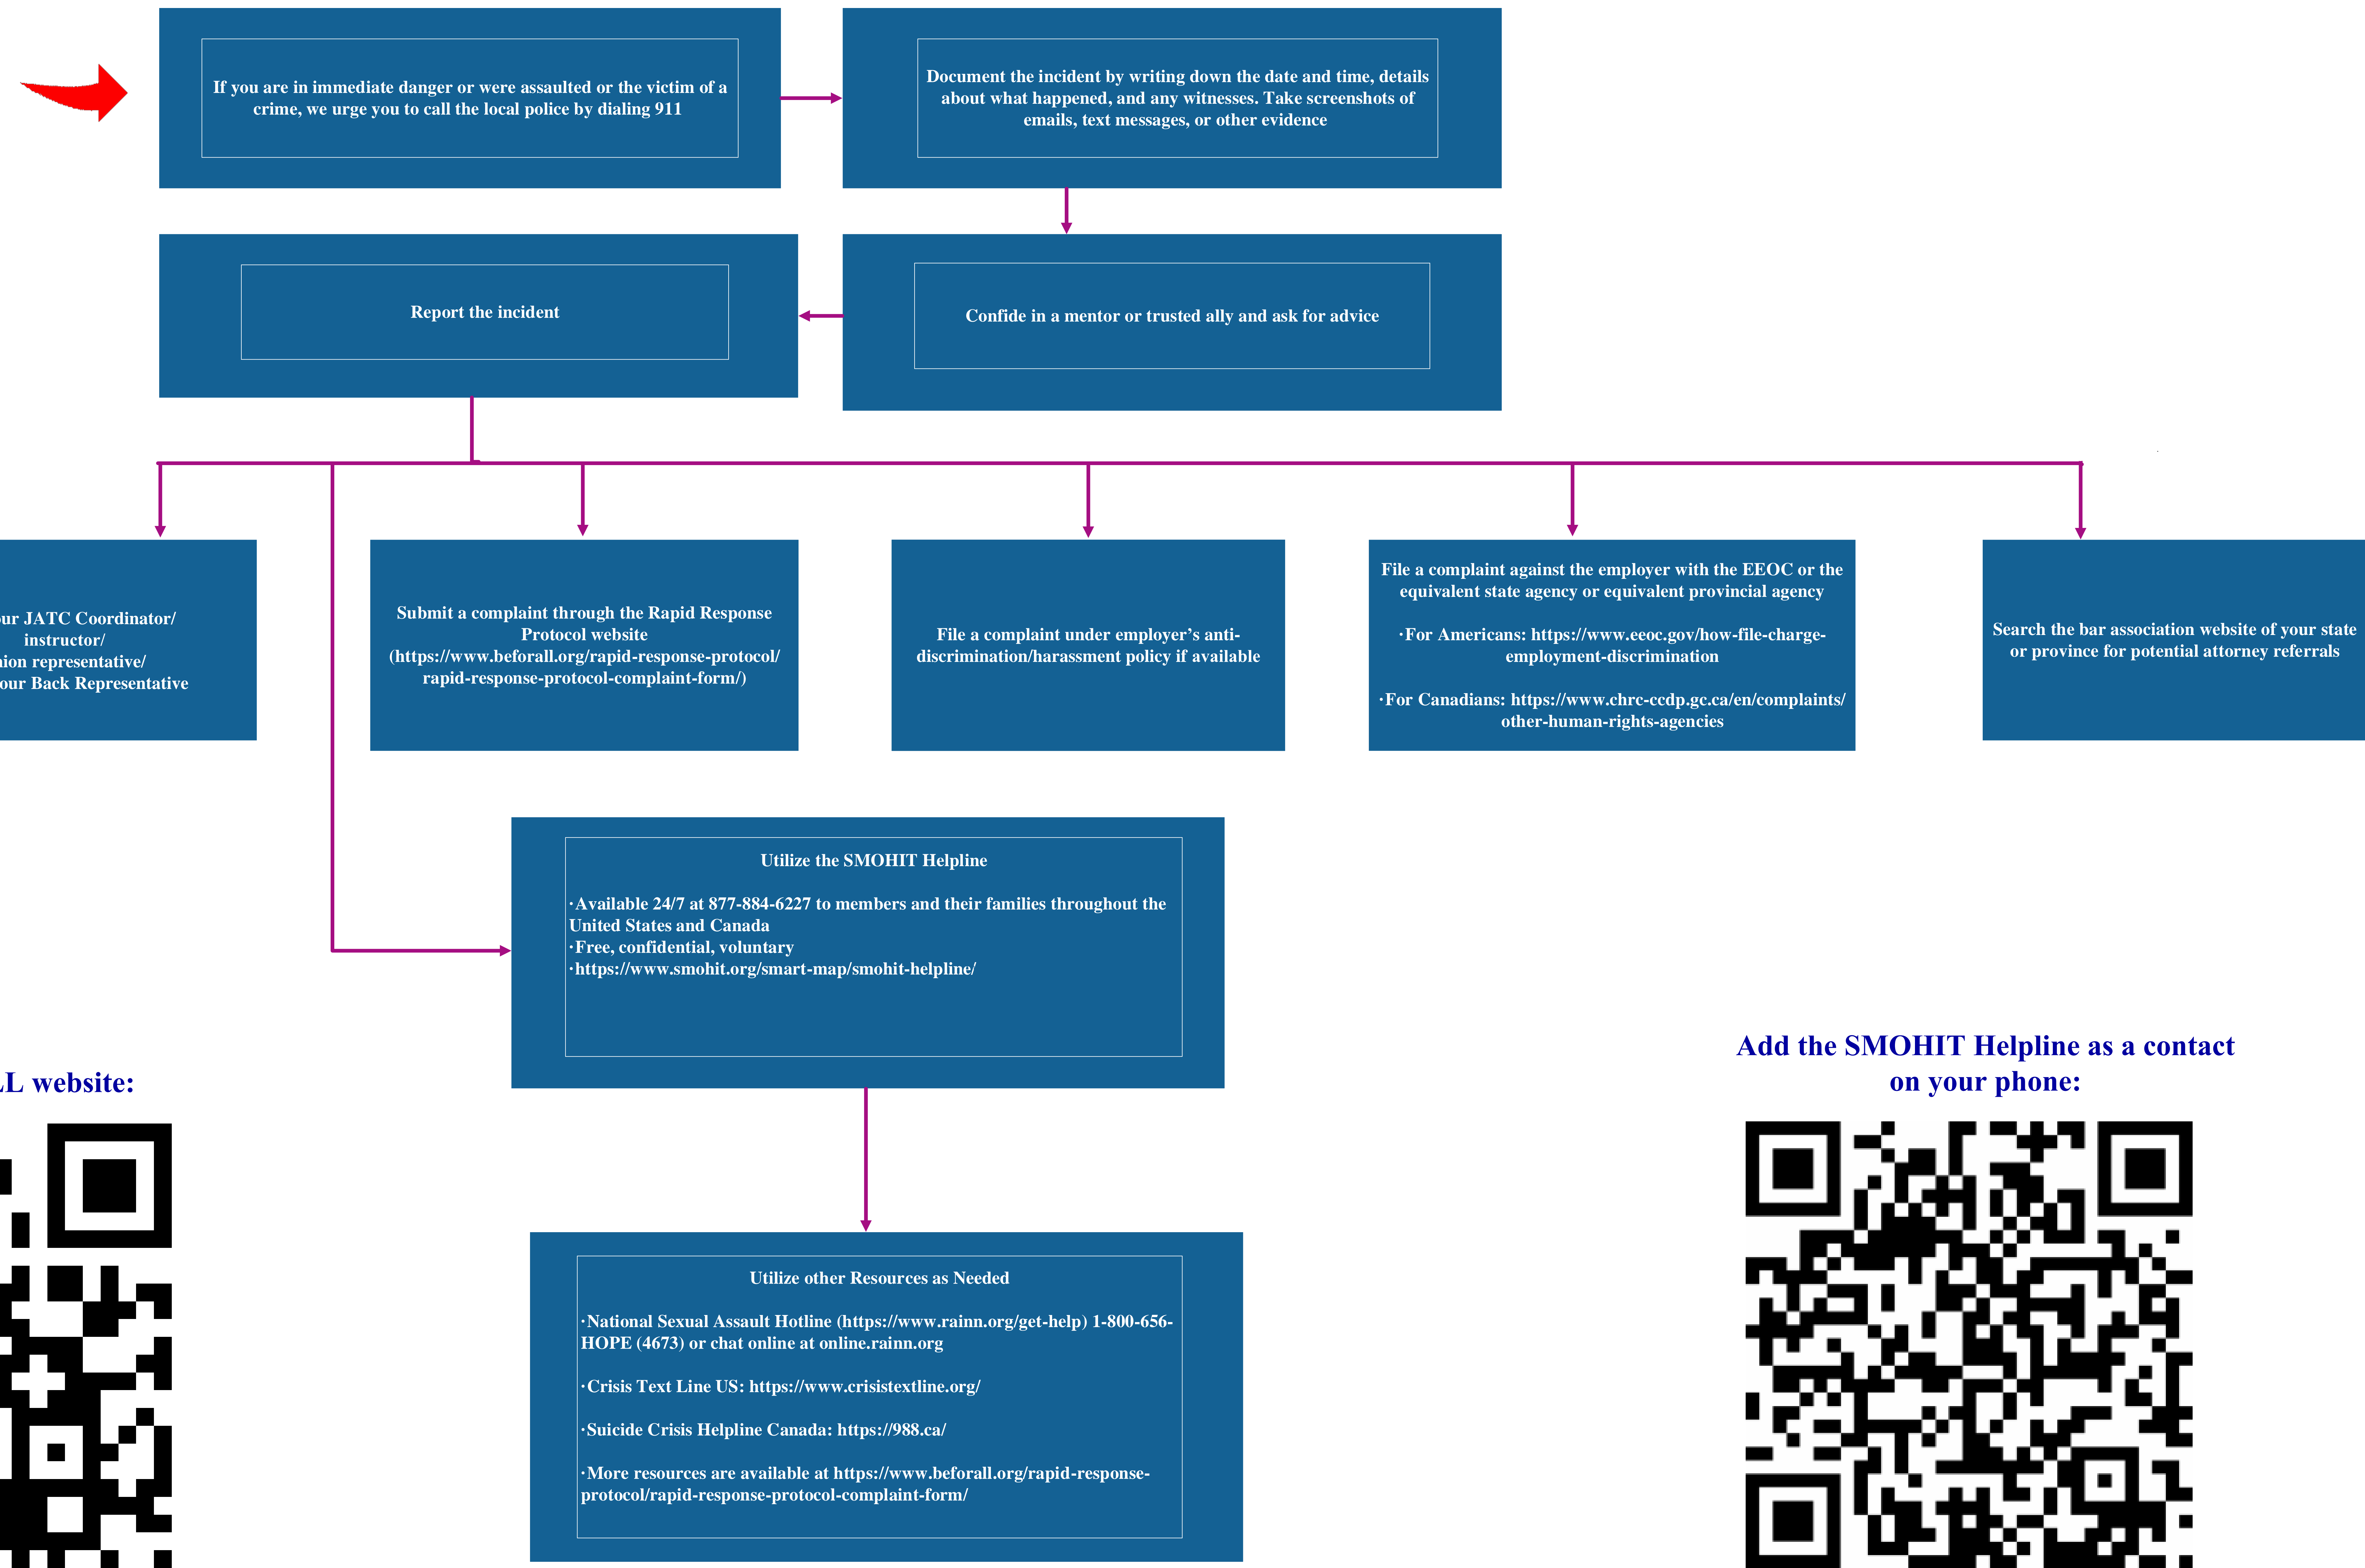 If you are in immediate danger or were assaulted or the victim of a
crime, we urge you to call the local police by dialing 911
Document the incident by writing down the date and time, details
about what happened, and any witnesses. Take screenshots of
emails, text messages, or other evidence
Report the incident
Confide in a mentor or trusted ally and ask for advice
JATC Coordinator/
instructor/
representative/
Back Representative
Submit a complaint through the Rapid Response
Protocol website
(https://www.beforall.org/rapid-response-protocol/
rapid-response-protocol-complaint-form/)
File a complaint under employer’s anti-
discrimination/harassment policy if available
File a complaint against the employer with the EEOC or the
equivalent state agency or equivalent provincial agency
·For Americans: https://www.eeoc.gov/how-file-charge-
employment-discrimination
·For Canadians: https://www.chrc-ccdp.gc.ca/en/complaints/
other-human-rights-agencies
Search the bar association website of your state
or province for potential attorney referrals
Utilize the SMOHIT Helpline
·Available 24/7 at 877-884-6227 to members and their families throughout the
United States and Canada
·Free, confidential, voluntary
·https://www.smohit.org/smart-map/smohit-helpline/
website:
Add the SMOHIT Helpline as a contact
on your phone:
Utilize other Resources as Needed
·National Sexual Assault Hotline (https://www.rainn.org/get-help) 1-800-656-
HOPE (4673) or chat online at online.rainn.org
·Crisis Text Line US: https://www.crisistextline.org/
·Suicide Crisis Helpline Canada: https://988.ca/
·More resources are available at https://www.beforall.org/rapid-response-
protocol/rapid-response-protocol-complaint-form/